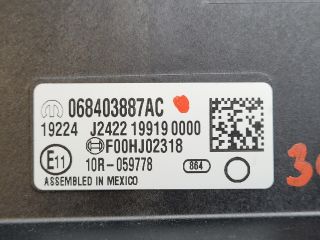 068403887AC
19224 J2422 19919 0000
F00HJ02318
E11 10R-059778 864
ASSEMBLED IN MEXICO